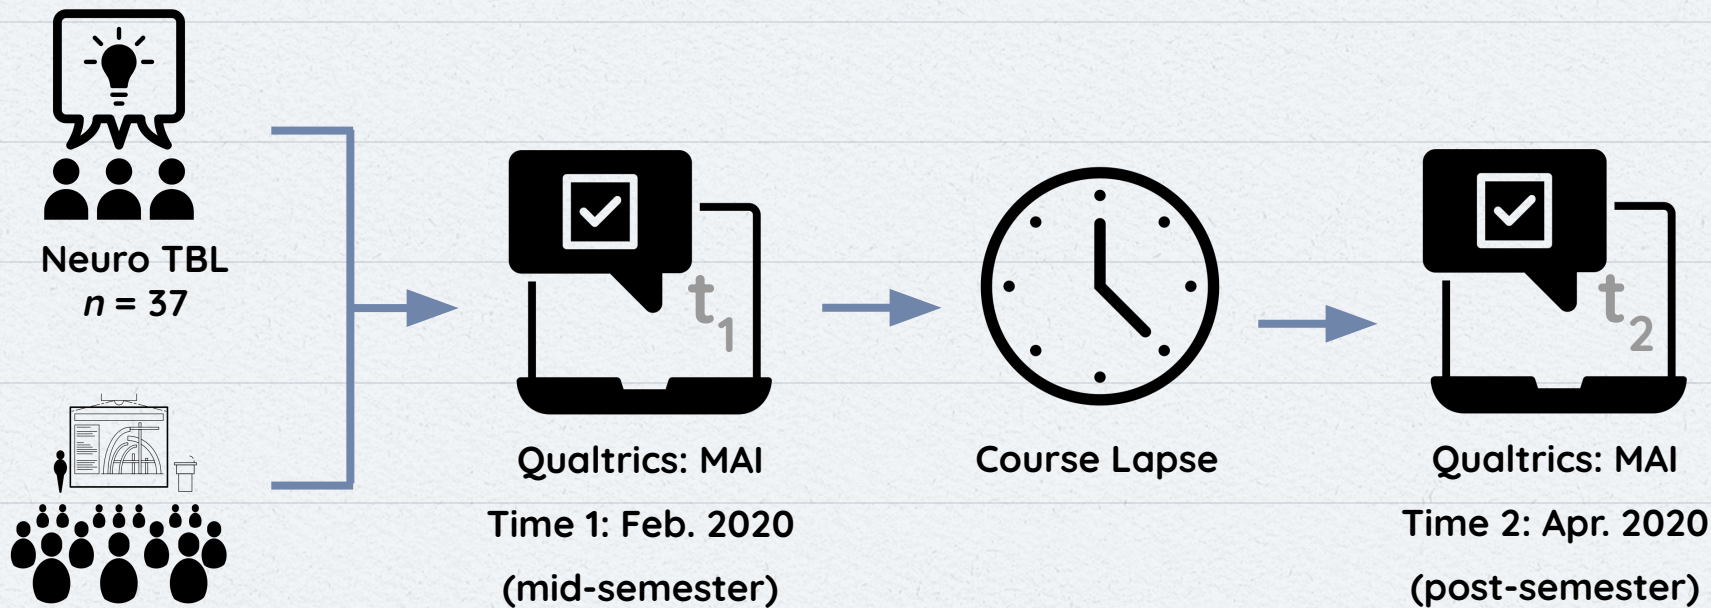 Neuro TBL
n = 37
t1
Qualtrics: MAI
Time 1: Feb. 2020
(mid-semester)
Course Lapse
t2
Qualtrics: MAI
Time 2: Apr. 2020
(post-semester)